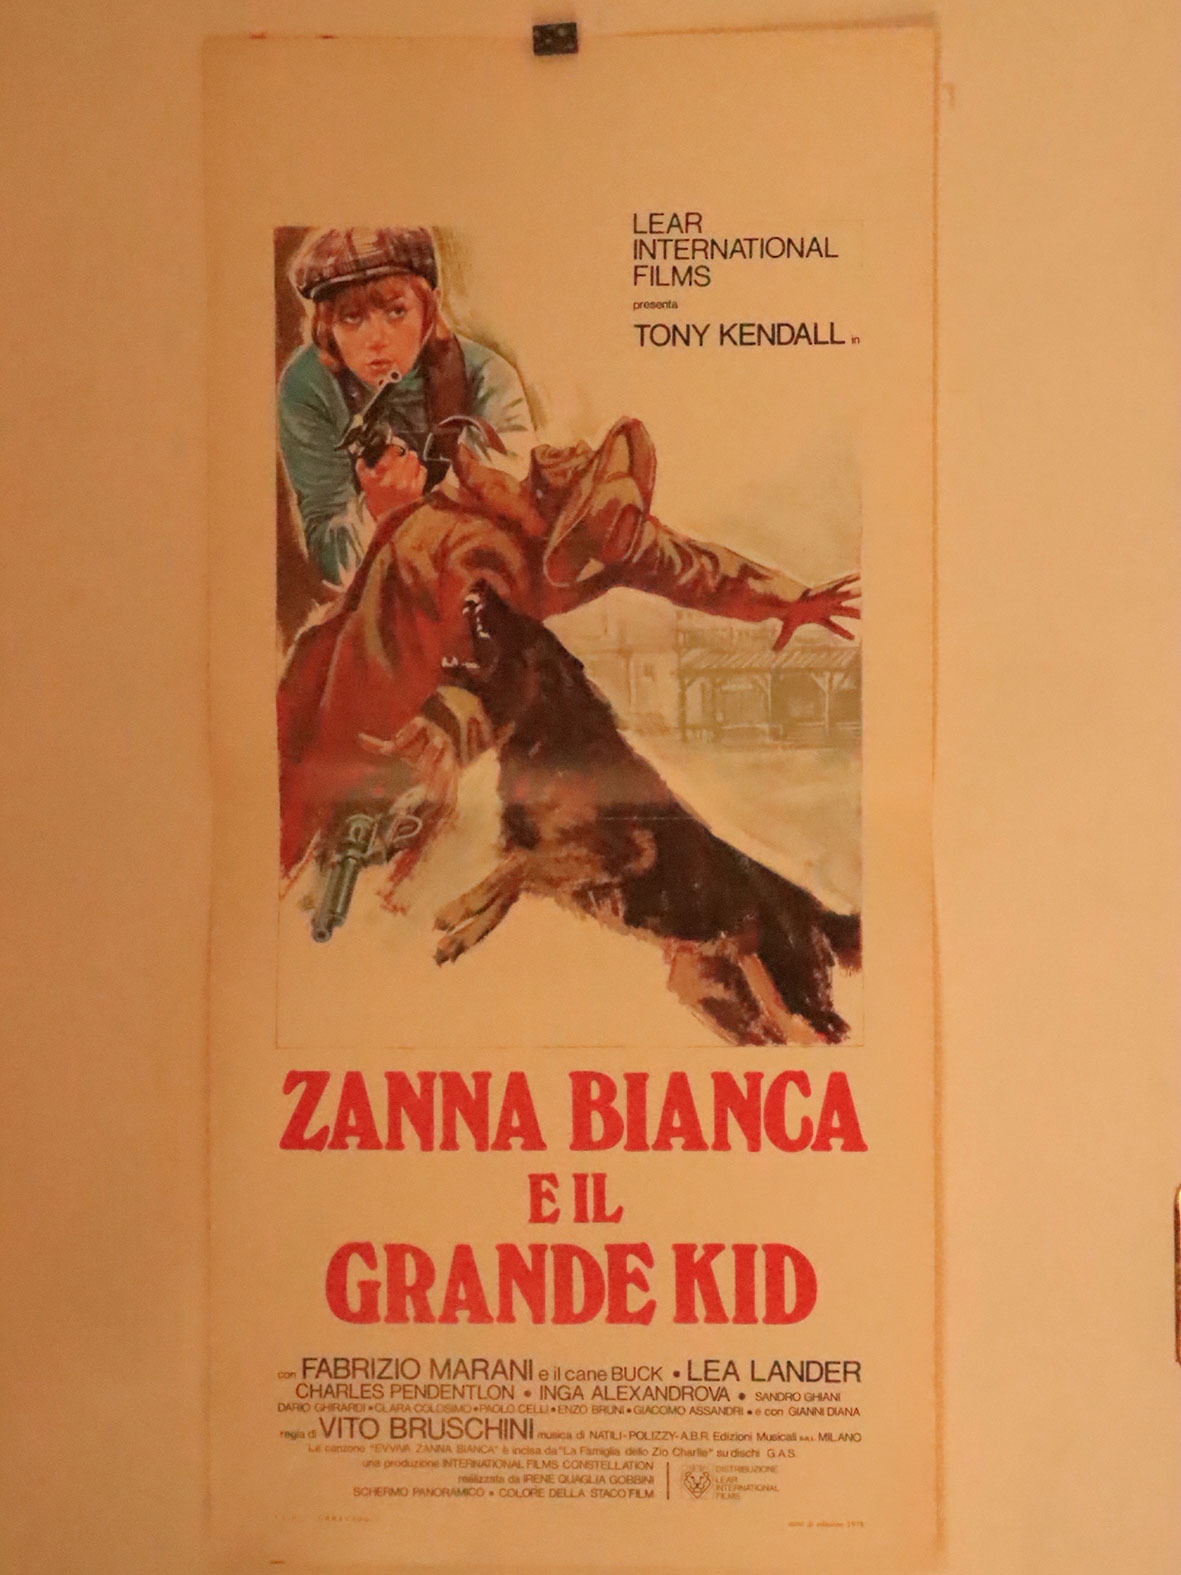 LEAR
INTERNATIONAL
FILMS
presenta
TONY KENDALL in
ZANNA BIANCA
E IL
GRANDE KID
con FABRIZIO MARANI e il cane BUCK • LEA LANDER
CHARLES PENDENTLON • INGA ALEXANDROVA • SANDRO GHIANI
DARIO GHIRARDI • CLARA COLOSIMO • PAOLO CELLI • ENZO BRUNI • GIACOMO ASSANDRI • e con GIANNI DIANA
regia di VITO BRUSCHINI musica di NATILI-POLIZZY-A.B.R. Edizioni Musicali s.a.l. MILANO
La canzone "EVVIVA ZANNA BIANCA" è incisa da "La Famiglia dello Zio Charlie" su dischi G.A.S.
una produzione INTERNATIONAL FILMS CONSTELLATION
realizzata da IRENE QUAGLIA GOBBINI
SCHERMO PANORAMICO • COLORE DELLA STACO FILM
DISTRIBUZIONE
LEAR
INTERNATIONAL
FILMS